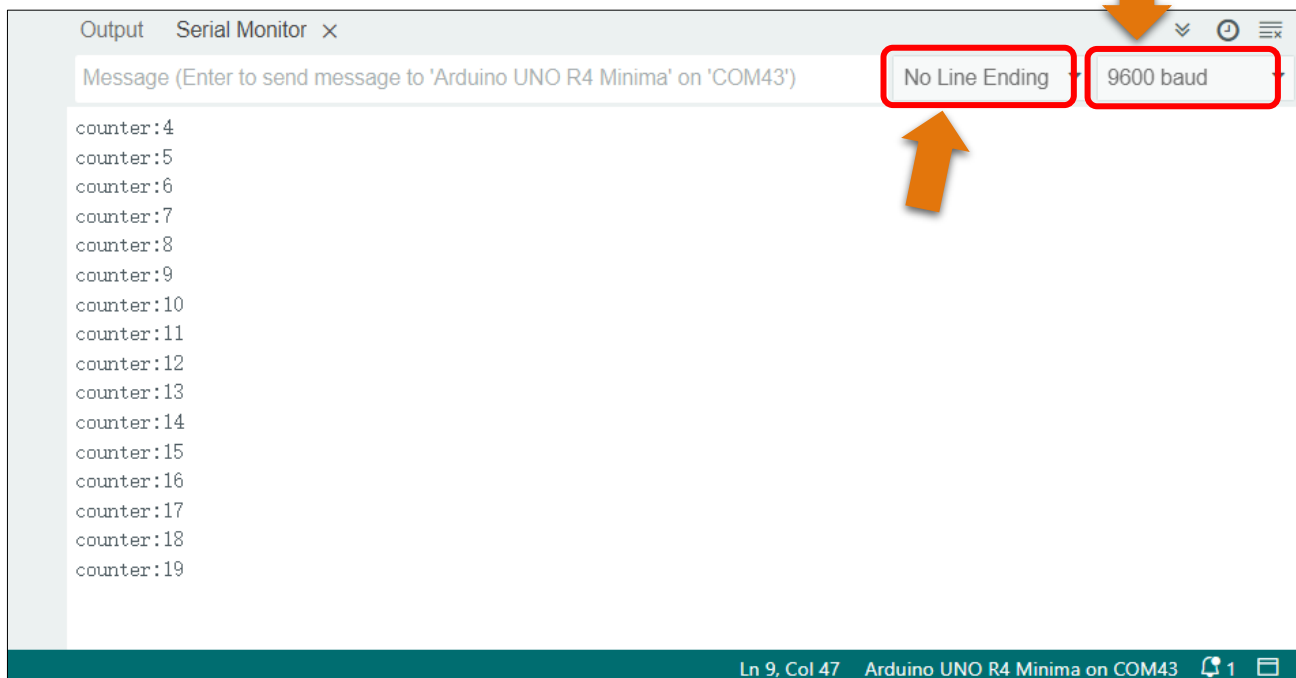 Output Serial Monitor
Message (Enter to send message to 'Arduino UNO R4 Minima' on 'COM43') No Line Ending 9600 baud
counter:4
counter:5
counter:6
counter:7
counter:8
counter:9
counter:10
counter:11
counter:12
counter:13
counter:14
counter:15
counter:16
counter:17
counter:18
counter:19
Ln 9, Col 47 Arduino UNO R4 Minima on COM43 1